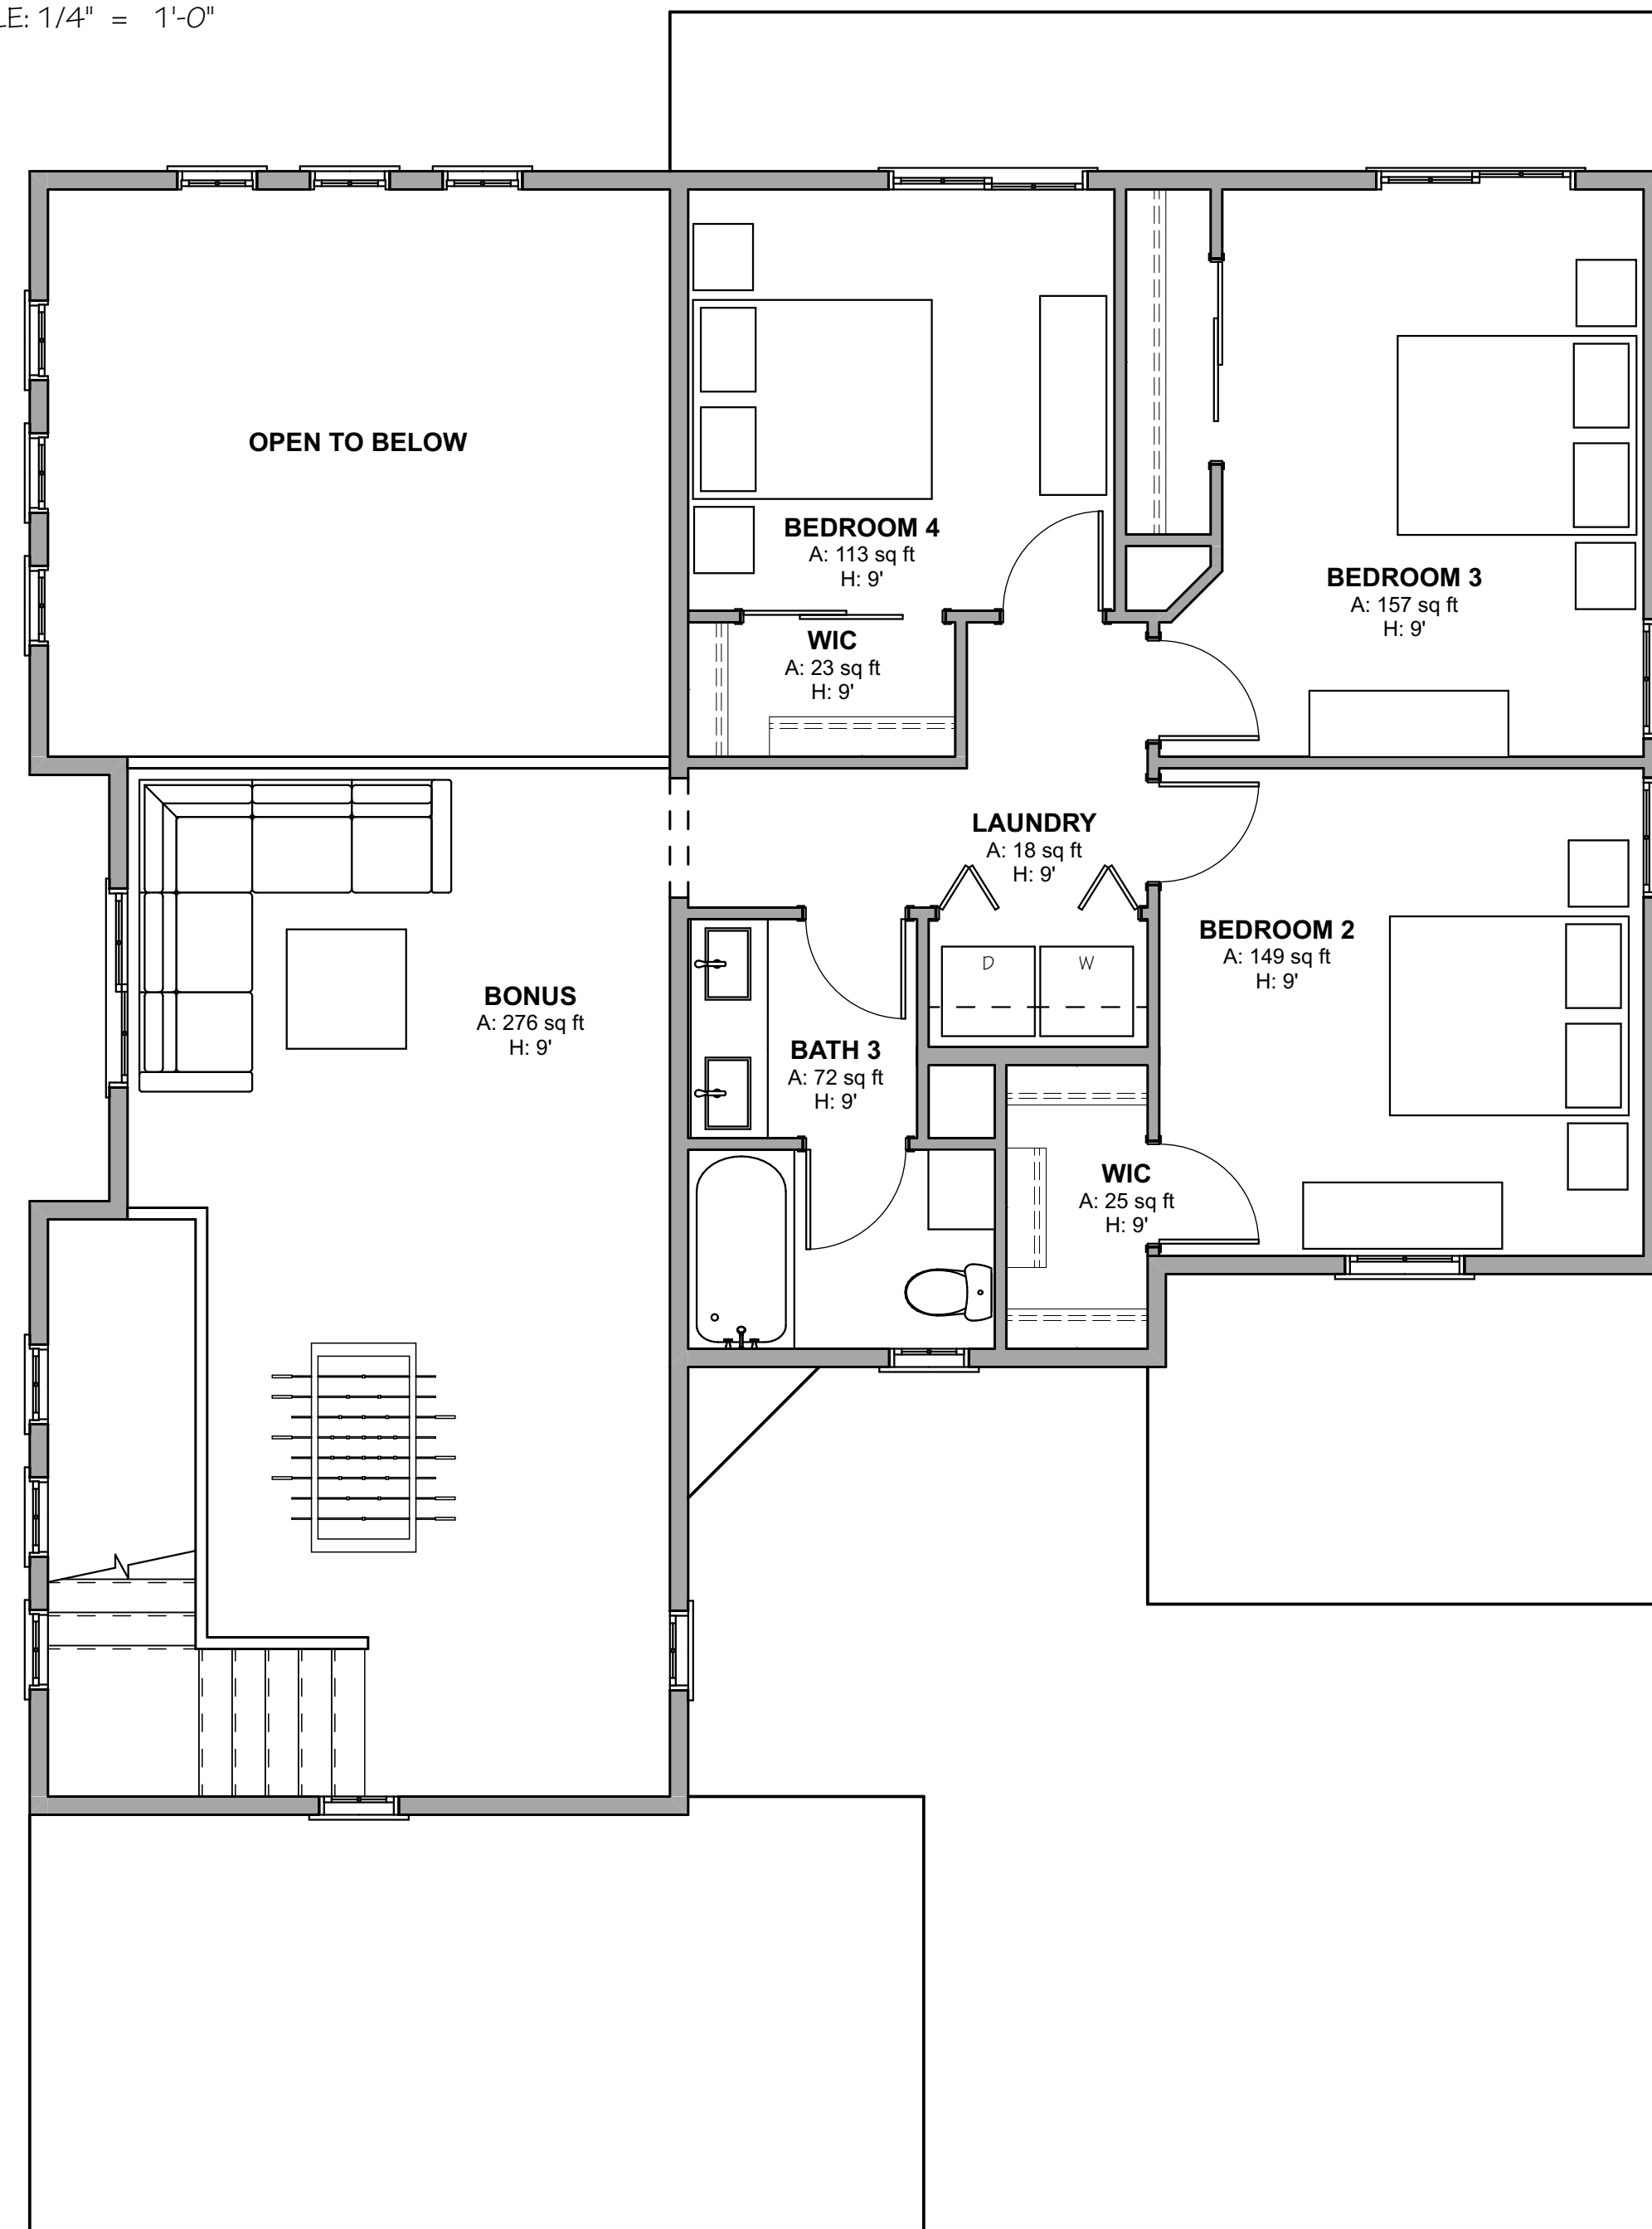 LE: 1/4" = 1'-0"
OPEN TO BELOW
BEDROOM 4
A: 113 sq ft
H: 9'
BEDROOM 3
A: 157 sq ft
H: 9'
WIC
A: 23 sq ft
H: 9'
LAUNDRY
A: 18 sq ft
H: 9'
D
W
BEDROOM 2
A: 149 sq ft
H: 9'
BONUS
A: 276 sq ft
H: 9'
BATH 3
A: 72 sq ft
H: 9'
WIC
A: 25 sq ft
H: 9'